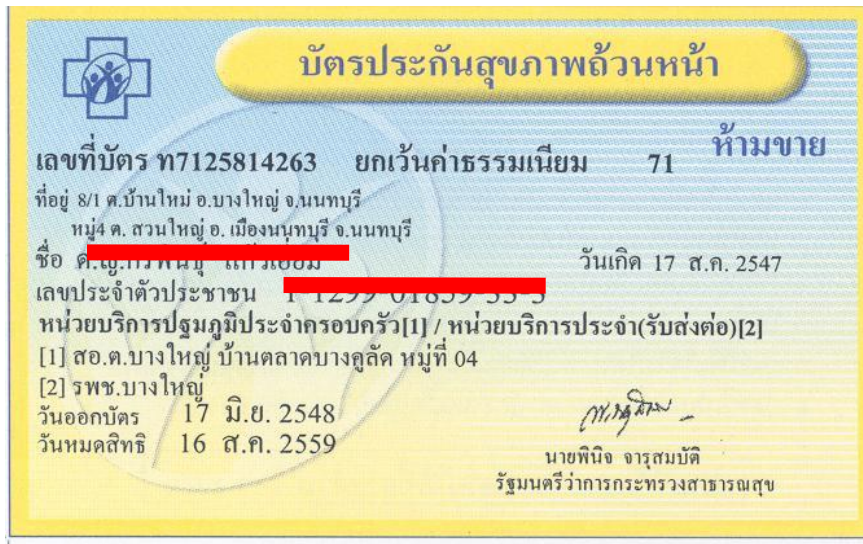 บัตรประกันสุขภาพถ้วนหน้า
ห้ามขาย
เลขที่บัตร ท7125814263 ยกเว้นค่าธรรมเนียม 71
ที่อยู่ 8/1 ต.บ้านใหม่ อ.บางใหญ่ จ.นนทบุรี
หมู่4 ต. สวนใหญ่ อ. เมืองนนทบุรี จ.นนทบุรี
ชื่อ วันเกิด 17 ส.ค. 2547
เลขประจำตัวประชาชน
หน่วยบริการปฐมภูมิประจำครอบครัว[1] / หน่วยบริการประจำ(รับส่งต่อ)[2]
[1] สอ.ต.บางใหญ่ บ้านตลาดบางคูลัด หมู่ที่ 04
[2] รพช.บางใหญ่
วันออกบัตร 17 มิ.ย. 2548
วันหมดสิทธิ 16 ส.ค. 2559
นายพินิจ จารุสมบัติ
รัฐมนตรีว่าการกระทรวงสาธารณสุข